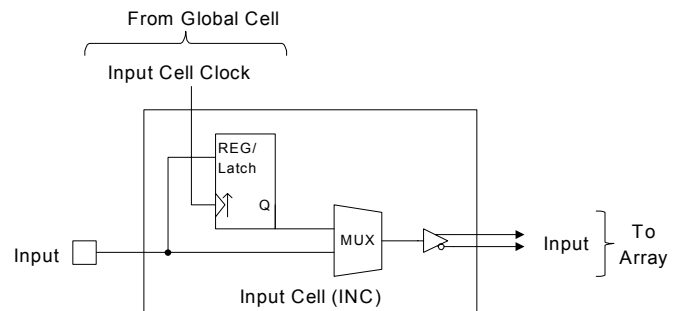 From Global Cell
Input Cell Clock
REG/
Latch
Q
MUX
Input
Input
To
Array
Input Cell (INC)